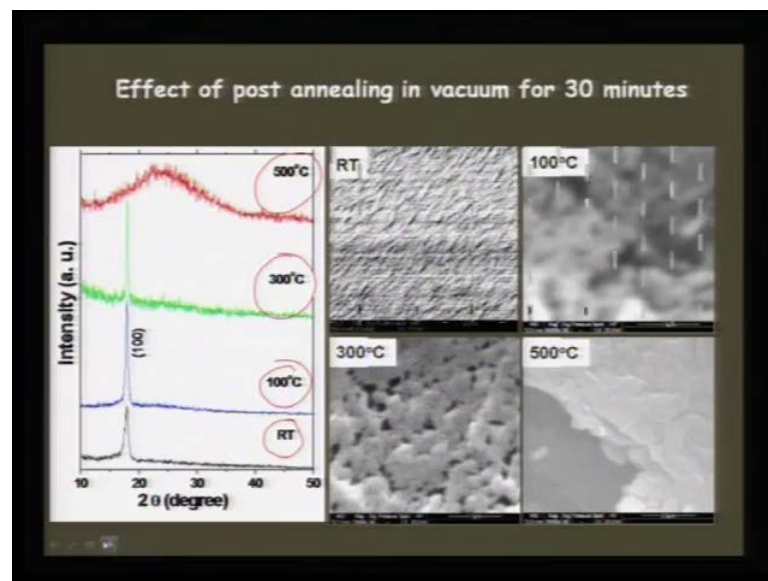 Effect of post annealing in vacuum for 30 minutes
500°C
300°C
(100)
100°C
RT
Intensity (a. u.)
10 20 30 40 50
2 θ (degree)
RT
100°C
300°C
500°C